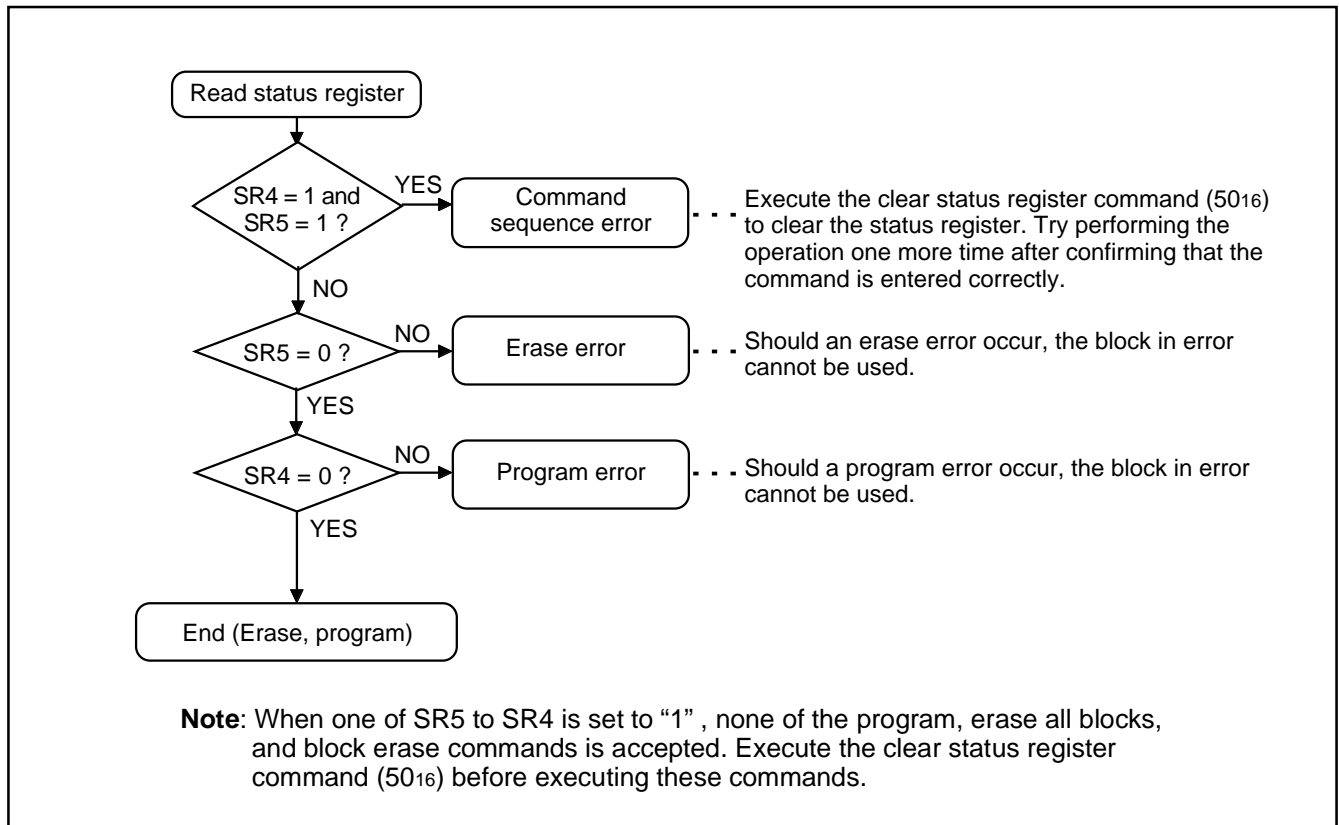 Read status register
SR4 = 1 and
SR5 = 1 ?
YES
Command
sequence error
Execute the clear status register command (5016)
to clear the status register. Try performing the
operation one more time after confirming that the
command is entered correctly.
NO
SR5 = 0 ?
NO
Erase error
Should an erase error occur, the block in error
cannot be used.
YES
SR4 = 0 ?
NO
Program error
Should a program error occur, the block in error
cannot be used.
YES
End (Erase, program)
Note: When one of SR5 to SR4 is set to “1” , none of the program, erase all blocks,
and block erase commands is accepted. Execute the clear status register
command (5016) before executing these commands.